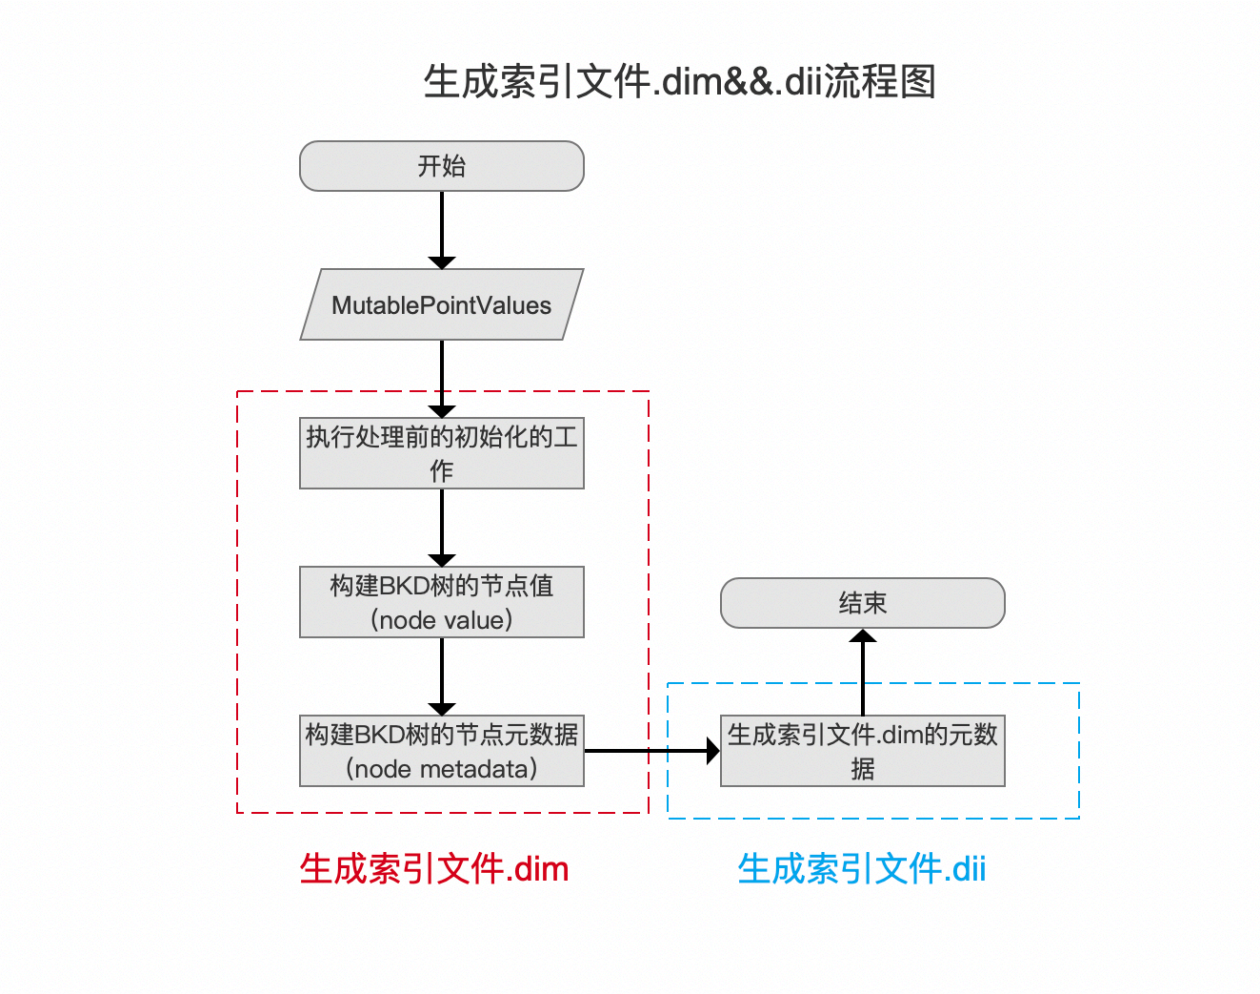 生成索引文件.dim&&.dii流程图
开始
MutablePointValues
执行处理前的初始化的工
作
构建BKD树的节点值
（node value）
构建BKD树的节点元数据
（node metadata）
结束
生成索引文件.dim的元数
据
生成索引文件.dim
生成索引文件.dii